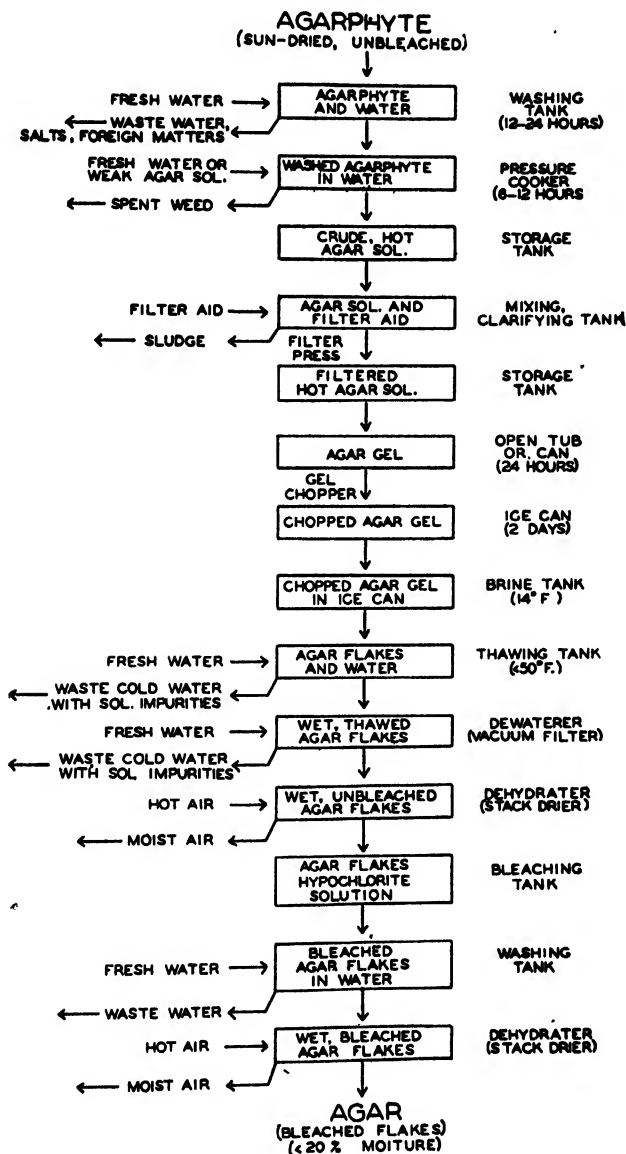 AGARPHYTE
(SUN-DRIED, UNBLEACHED)
FRESH WATER
AGARPHYTE
AND WATER
WASHING
TANK
(12-24 HOURS)
WASTE WATER,
SALTS, FOREIGN MATTERS
FRESH WATER OR
WEAK AGAR SOL.
WASHED AGARPHYTE
IN WATER
PRESSURE
COOKER
(6-12 HOURS
SPENT WEED
CRUDE, HOT
AGAR SOL.
STORAGE
TANK
FILTER AID
AGAR SOL. AND
FILTER AID
MIXING,
CLARIFYING TANK
SLUDGE
FILTER
PRESS
FILTERED
HOT AGAR SOL.
STORAGE
TANK
AGAR GEL
OPEN TUB
OR. CAN
(24 HOURS)
GEL
CHOPPER
CHOPPED AGAR GEL
ICE CAN
(2 DAYS)
CHOPPED AGAR GEL
IN ICE CAN
BRINE TANK
(14° F)
FRESH WATER
AGAR FLAKES
AND WATER
THAWING TANK
(<50° F.)
WASTE COLD WATER
WITH SOL. IMPURITIES
FRESH WATER
WET, THAWED
AGAR FLAKES
DEWATERER
(VACUUM FILTER)
WASTE COLD WATER
WITH SOL. IMPURITIES
HOT AIR
WET, UNBLEACHED
AGAR FLAKES
DEHYDRATER
(STACK DRIER)
MOIST AIR
AGAR FLAKES
HYPOCHLORITE
SOLUTION
BLEACHING
TANK
FRESH WATER
BLEACHED
AGAR FLAKES
IN WATER
WASHING
TANK
WASTE WATER
HOT AIR
WET, BLEACHED
AGAR FLAKES
DEHYDRATER
(STACK DRIER)
MOIST AIR
AGAR
(BLEACHED FLAKES)
(<20% MOITURE)